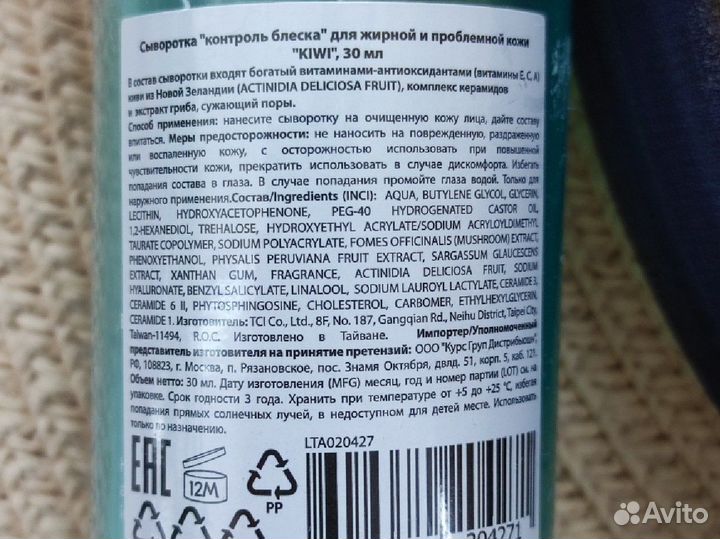 Сыворотка "контроль блеска" для жирной и проблемной кожи
"KIWI", 30 мл
В состав сыворотки входят богатый витаминами-антиоксидантами (витамины Е, С, А)
киви из Новой Зеландии (ACTINIDIA DELICIOSA FRUIT), комплекс керамидов
и экстракт гриба, сужающий поры.
Способ применения: нанесите сыворотку на очищенную кожу лица, дайте составу
впитаться. Меры предосторожности: не наносить на поврежденную, раздраженную
или воспаленную кожу, с осторожностью использовать при повышенной
чувствительности кожи, прекратить использовать в случае дискомфорта. Избегать
попадания состава в глаза. В случае попадания промойте глаза водой. Только для
наружного применения.Состав/Ingredients (INCI): AQUA, BUTYLENE GLYCOL, GLYCERIN,
LECITHIN, HYDROXYACETOPHENONE, PEG-40 HYDROGENATED CASTOR OIL,
1,2-HEXANEDIOL, TREHALOSE, HYDROXYETHYL ACRYLATE/SODIUM ACRYLOYLDIMETHYL
TAURATE COPOLYMER, SODIUM POLYACRYLATE, FOMES OFFICINALIS (MUSHROOM) EXTRACT,
PHENOXYETHANOL, PHYSALIS PERUVIANA FRUIT EXTRACT, SARGASSUM GLAUCESCENS
EXTRACT, XANTHAN GUM, FRAGRANCE, ACTINIDIA DELICIOSA FRUIT, SODIUM
HYALURONATE, BENZYL SALICYLATE, LINALOOL, SODIUM LAUROYL LACTYLATE, CERAMIDE 3,
CERAMIDE 6 II, PHYTOSPHINGOSINE, CHOLESTEROL, CARBOMER, ETHYLHEXYLGLYCERIN,
CERAMIDE 1. Изготовитель: TCI Co., Ltd., 8F, No. 187, Gangqian Rd., Neihu District, Taipei City,
Taiwan-11494, R.O.C. Изготовлено в Тайване. Импортер/Уполномоченный
представитель изготовителя на принятие претензий: ООО "Курс Груп Дистрибьюшн",
РФ, 108823, г. Москва, п. Рязановское, пос. Знамя Октября, двлд. 51, корп. 5, каб. 121.
Объем нетто: 30 мл. Дата изготовления (MFG) месяц, год и номер партии (LOT) см. на
упаковке. Срок годности 3 года. Хранить при температуре от +5 до +25 °C, избегая
попадания прямых солнечных лучей, в недоступном для детей месте. Использовать
только по назначению.
LTA020427
EAC
12M
PP
Avito